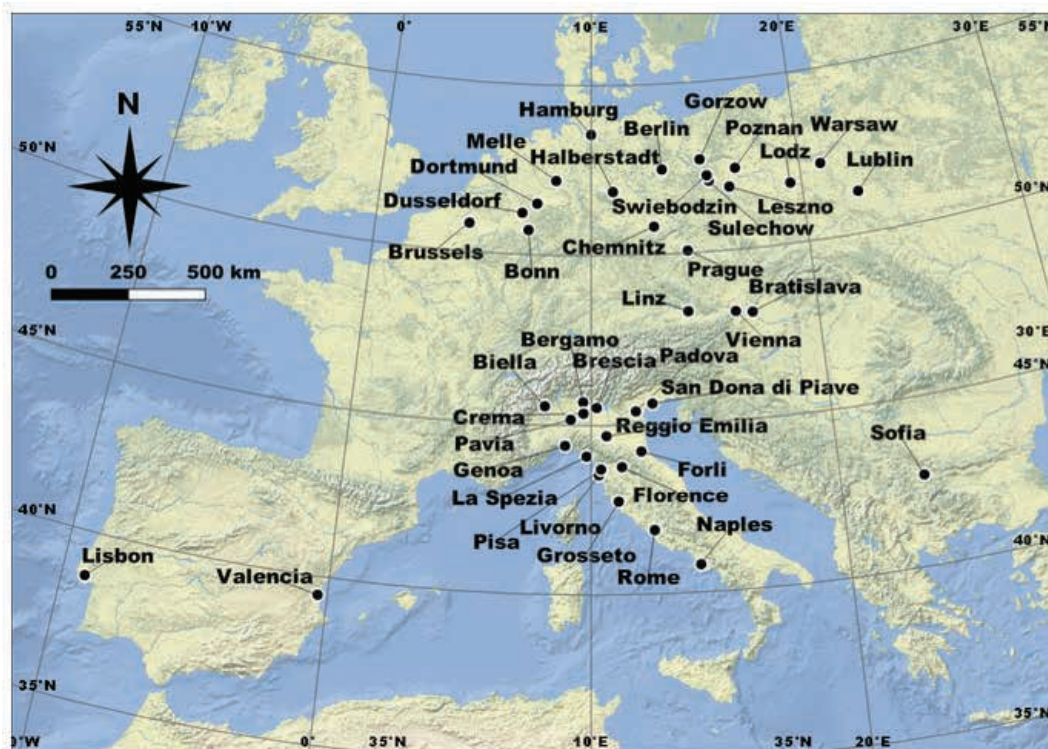 55°N 10°W 0° 10°E 20°E 30°E 55°N
N
Hamburg
Gorzow
Berlin
Poznan
Warsaw
Melle
Lodz
Dortmund
Halberstadt
Lublin
50°N
50°N
Dusseldorf
Swiebodzin
Leszno
Brussels
Chemnitz
Sulechow
Bonn
Prague
0 250 500 km
Linz
Bratislava
45°N
Bergamo
Vienna
30°E
Biella
Brescia
Padova
45°N
San Dona di Piave
Crema
Reggio Emilia
Pavia
Sofia
Genoa
Forli
La Spezia
Florence
40°N
Pisa
Livorno
Naples
Grosseto
40°N
Lisbon
Valencia
Rome
35°N
35°N
0°W 0° 35°N 10°E 20°E